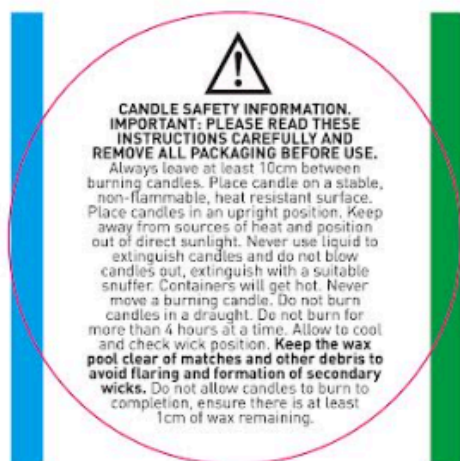 CANDLE SAFETY INFORMATION.
IMPORTANT: PLEASE READ THESE
INSTRUCTIONS CAREFULLY AND
REMOVE ALL PACKAGING BEFORE USE.
Always leave at least 10cm between
burning candles. Place candle on a stable,
non-flammable, heat resistant surface.
Place candles in an upright position. Keep
away from sources of heat and position
out of direct sunlight. Never use liquid to
extinguish candles and do not blow
candles out, extinguish with a suitable
snuffer. Containers will get hot. Never
move a burning candle. Do not burn
candles in a draught. Do not burn for
more than 4 hours at a time. Allow to cool
and check wick position. Keep the wax
pool clear of matches and other debris to
avoid flaring and formation of secondary
wicks. Do not allow candles to burn to
completion, ensure there is at least
1cm of wax remaining.